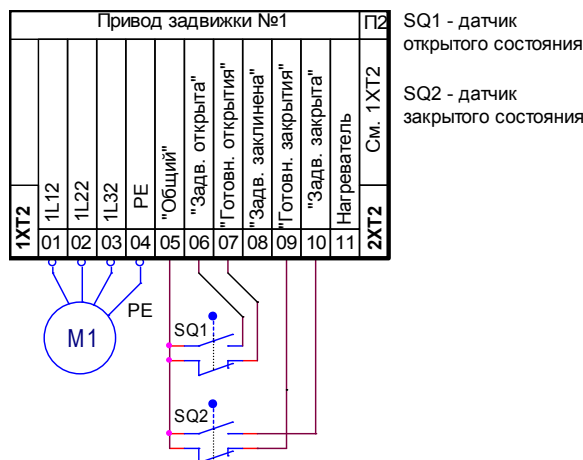 Привод задвижки №1
П2
1XT2
1L12
1L22
1L32
PE
"Общий"
"Задв. открыта"
"Готовн. открытия"
"Задв. заклинена"
"Готовн. закрытия"
"Задв. закрыта"
Нагреватель
См. 1XT2
2XT2
01 02 03 04 05 06 07 08 09 10 11
SQ1 - датчик
открытого состояния
SQ2 - датчик
закрытого состояния
PE
M1
SQ1
SQ2